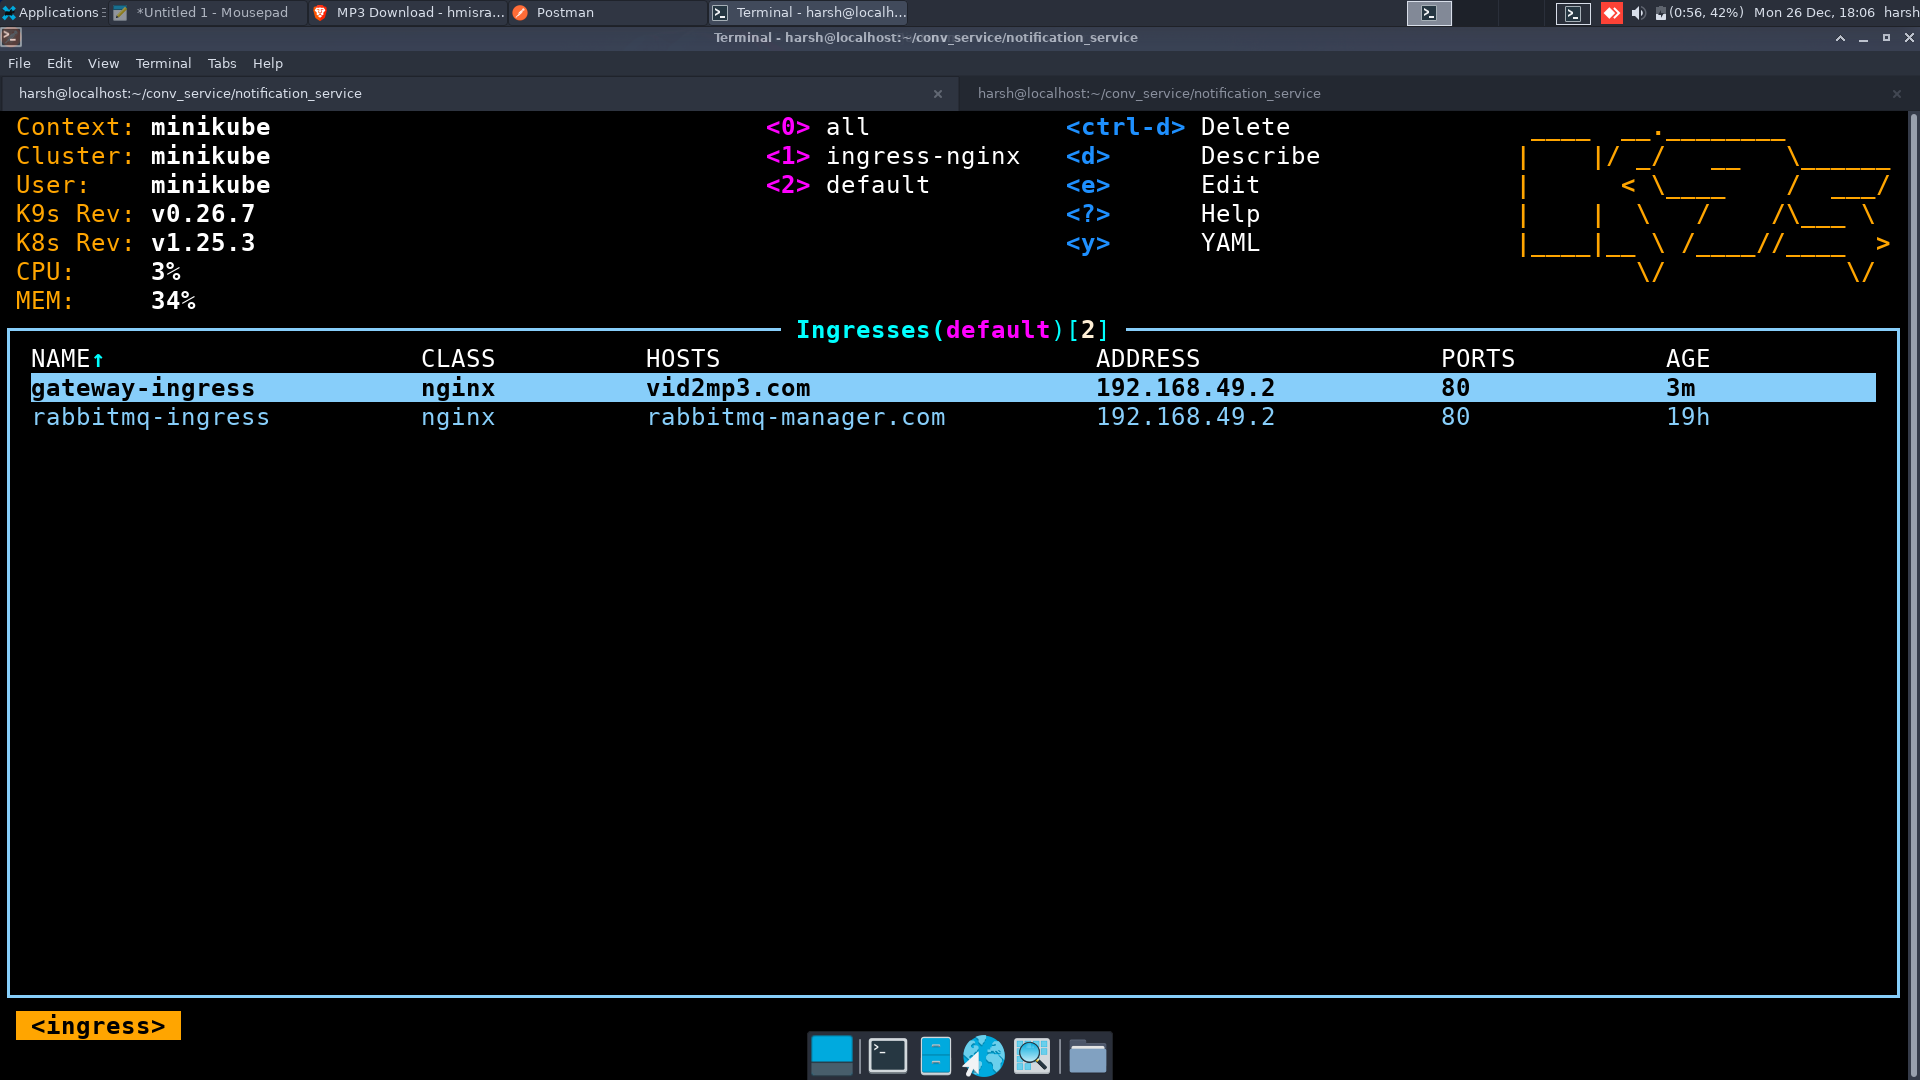 Applications *Untitled 1 - Mousepad MP3 Download - hmisra... Postman Terminal - harsh@localh... (0:56, 42%) Mon 26 Dec, 18:06 harsh
Terminal - harsh@localhost:~/conv_service/notification_service
File Edit View Terminal Tabs Help
harsh@localhost:~/conv_service/notification_service harsh@localhost:~/conv_service/notification_service
Context: minikube <0> all <ctrl-d> Delete
Cluster: minikube <1> ingress-nginx <d> Describe
User: minikube <2> default <e> Edit
K9s Rev: v0.26.7 <?> Help
K8s Rev: v1.25.3 <y> YAML
CPU: 3%
MEM: 34%
Ingresses(default)[2]
NAME↑ CLASS HOSTS ADDRESS PORTS AGE
gateway-ingress nginx vid2mp3.com 192.168.49.2 80 3m
rabbitmq-ingress nginx rabbitmq-manager.com 192.168.49.2 80 19h
<ingress>